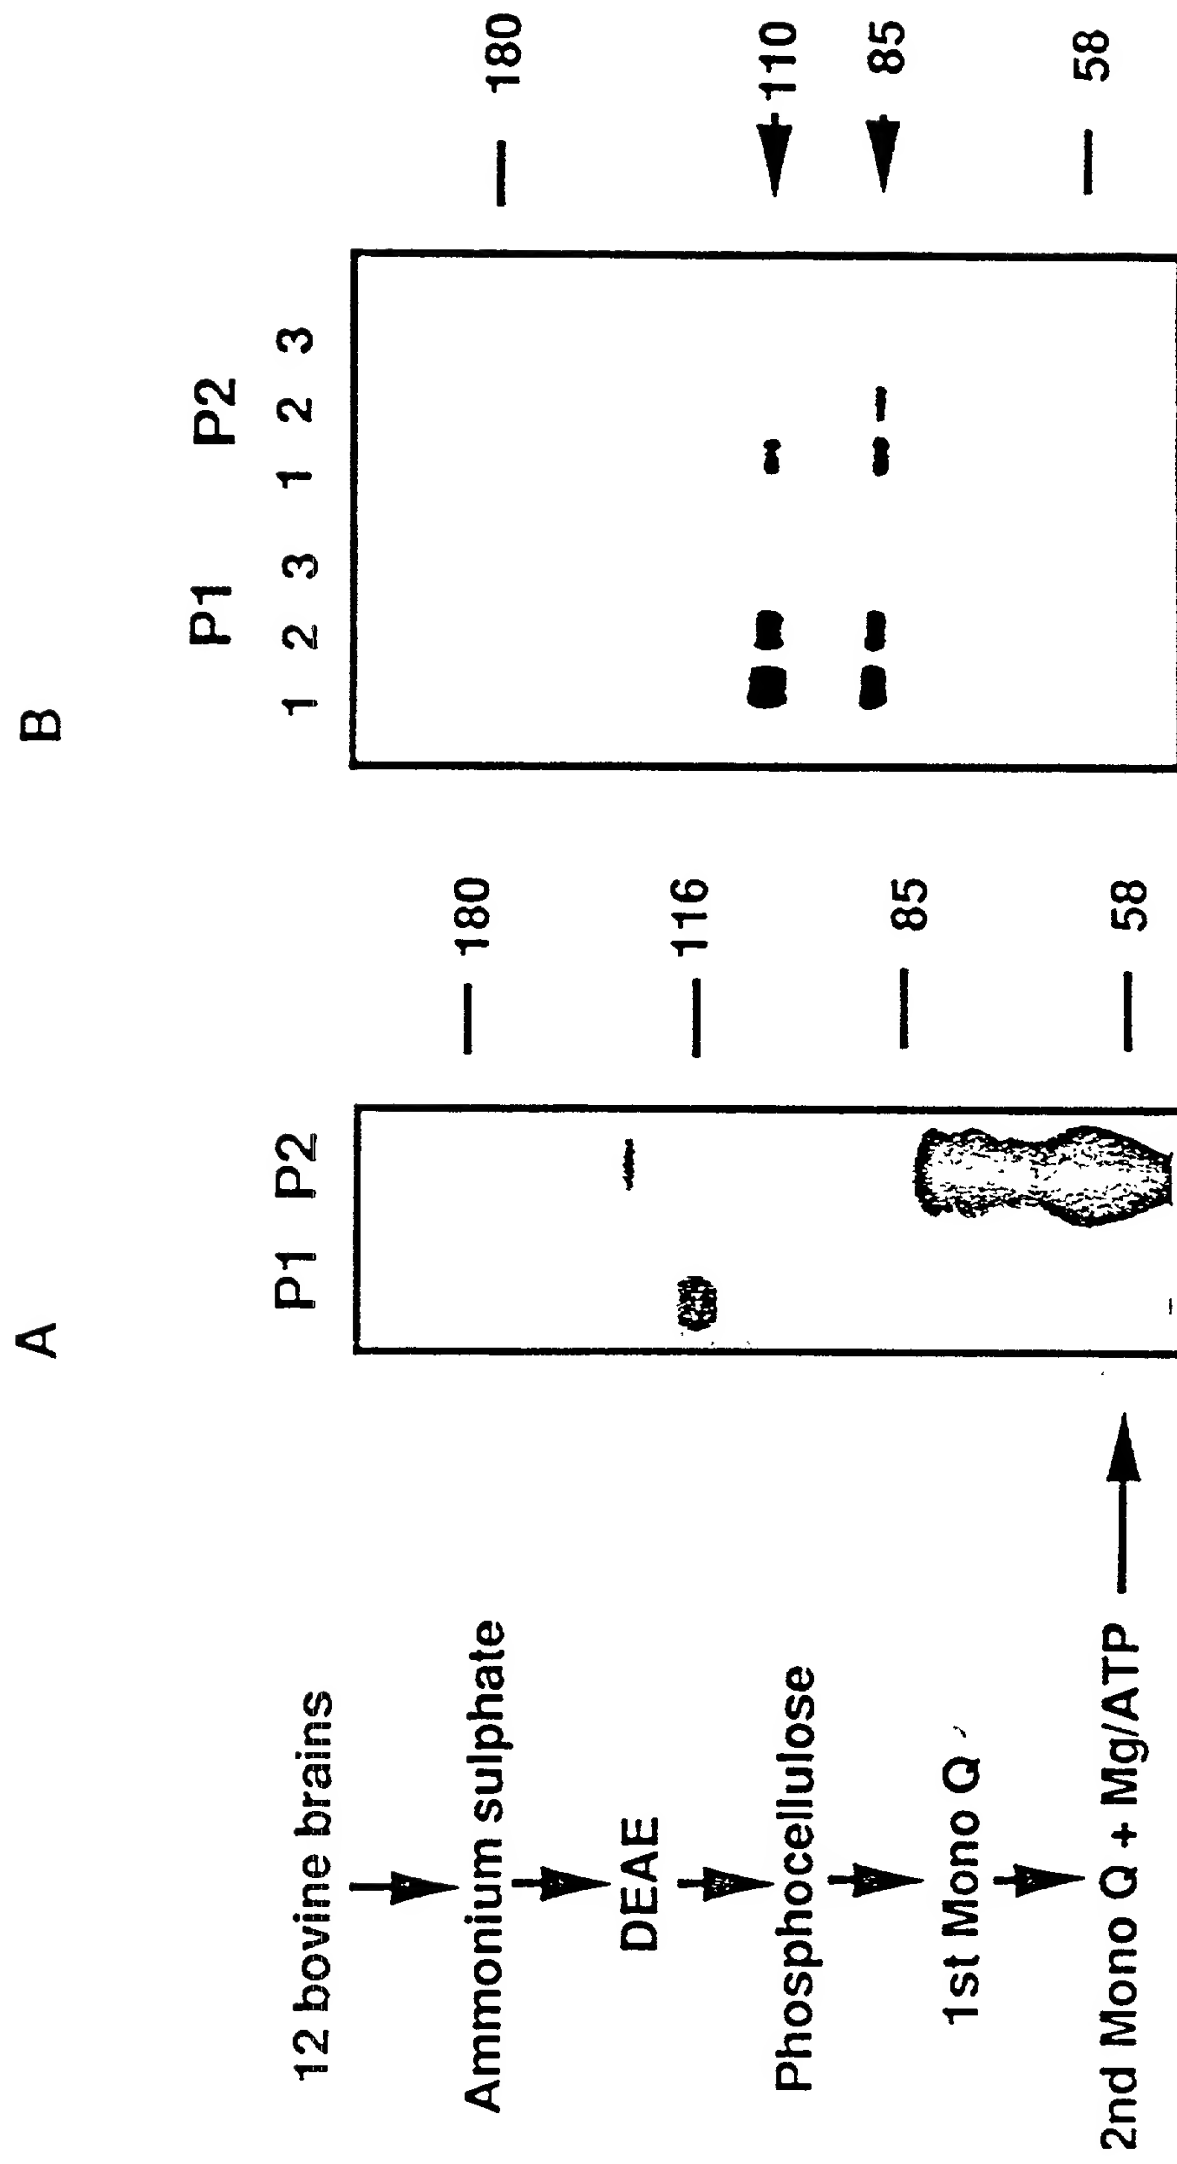 A
12 bovine brains
Ammonium sulphate
DEAE
Phosphocellulose
1st Mono Q
2nd Mono Q + Mg/ATP
P1 P2
180
116
85
58
B
P1 P2
1 2 3 1 2 3
180
110
85
58